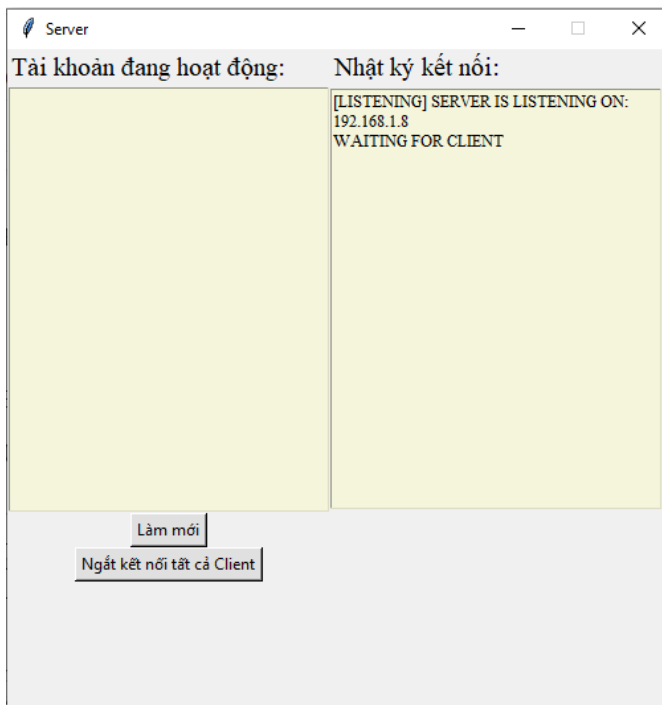 Server
Tài khoản đang hoạt động:
Nhật ký kết nối:
[LISTENING] SERVER IS LISTENING ON:
192.168.1.8
WAITING FOR CLIENT
Làm mới
Ngắt kết nối tất cả Client